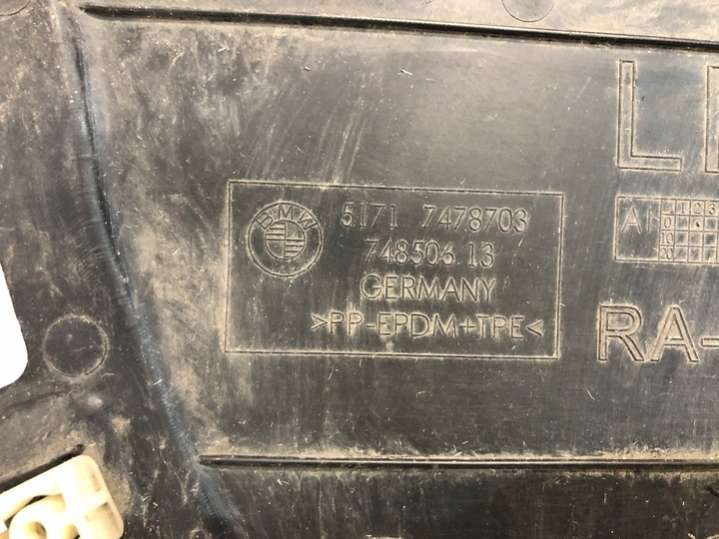 BMW
5171 7478703
748506 13
GERMANY
>PP-EPDM+TPE<
RA-